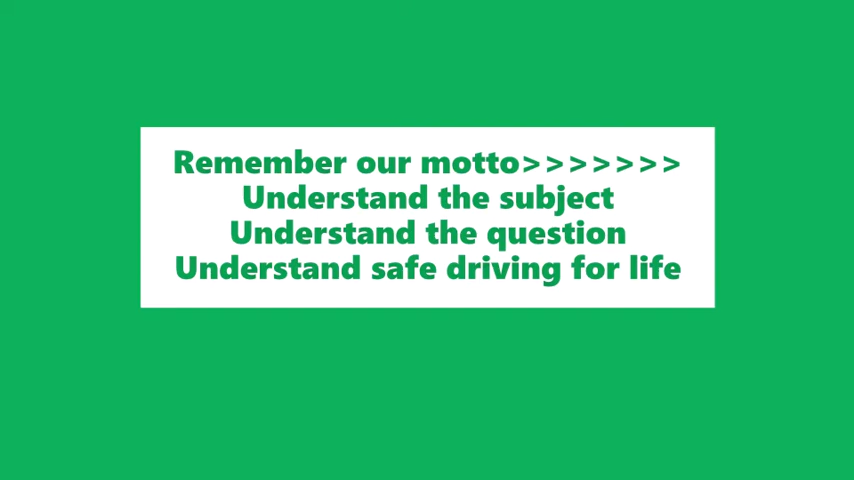 Remember our motto>>>>>>>
Understand the subject
Understand the question
Understand safe driving for life